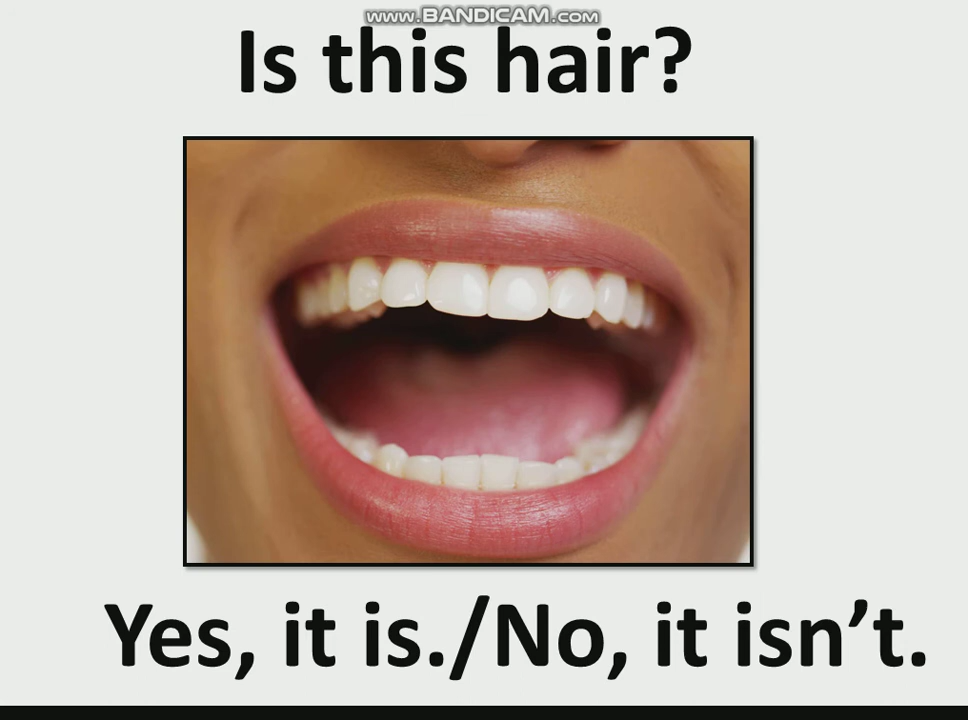 www.BANDICAM.com
Is this hair?
Yes, it is./No, it isn’t.